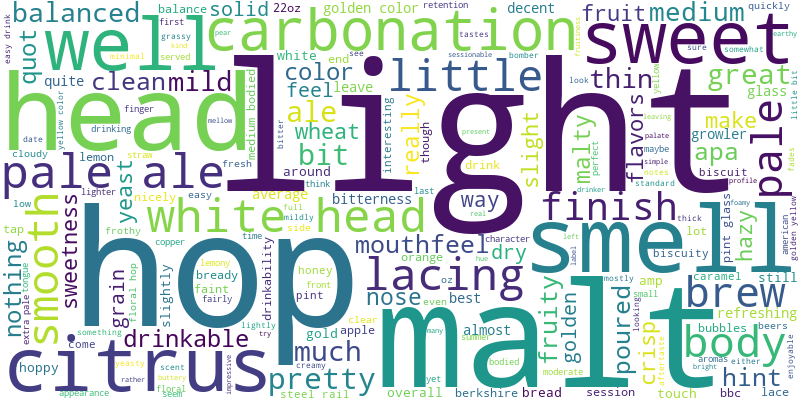 balanced
balance
solid
22oz
golden color
decent
retention
fruit
medium
quickly
easy drink
first
grassy
kind
served
pear
carbonation
tastes
sweet
fruitiness
somewhat
earthy
quot
well
white
end
see
sessionable
bomber
look
sure
yellow
great
glass
little bit
quite
clean
mild
color
feel
leave
little
thin
minimal
head
light
finger
yellow color
drinking
date
mellow
medium bodied
bitter
ale
wheat
bit
interesting
really
though
slight
malty
perfect
flavors
make
growler
apa
biscuit
leaving
palate
simple
notes
standard
profile
maybe
pale
fades
cloudy
lemon
straw
yeast
fresh
around
think
present
drink
drinker
pale ale
lighter
nicely
average
full
mildly
side
easy
bitterness
last
way
real
finish
thick
foamy
american
golden yellow
low
tap
smooth
sweetness
frothy
copper
white head
time
mouthfeel
character
hue
orange
dry
smell
left
label
lot
biscuity
pint glass
hazy
nothing
tongue
extra pale
grain
floral hop
slightly
bready
faint
fairly
lemony
hop
drinkability
honey
front
pint
lacing
nose
oz
even
best
fruity
golden
mostly
poured
caramel
amp
small
still
brew
looking
refreshing
something
drinkable
lightly
try
gold
apple
clear
creamy
much
almost
many
summer
malt
crisp
aftertaste
bubbles
beers
body
aromas
either
bright
enjoyable
hoppy
come
citrus
yeasty
rather
scent
buttery
floral
seem
impressive
appearance
pretty
steel rail
overall
yet
bodied
berkshire
moderate
bread
session
touch
hint
bbc
lace